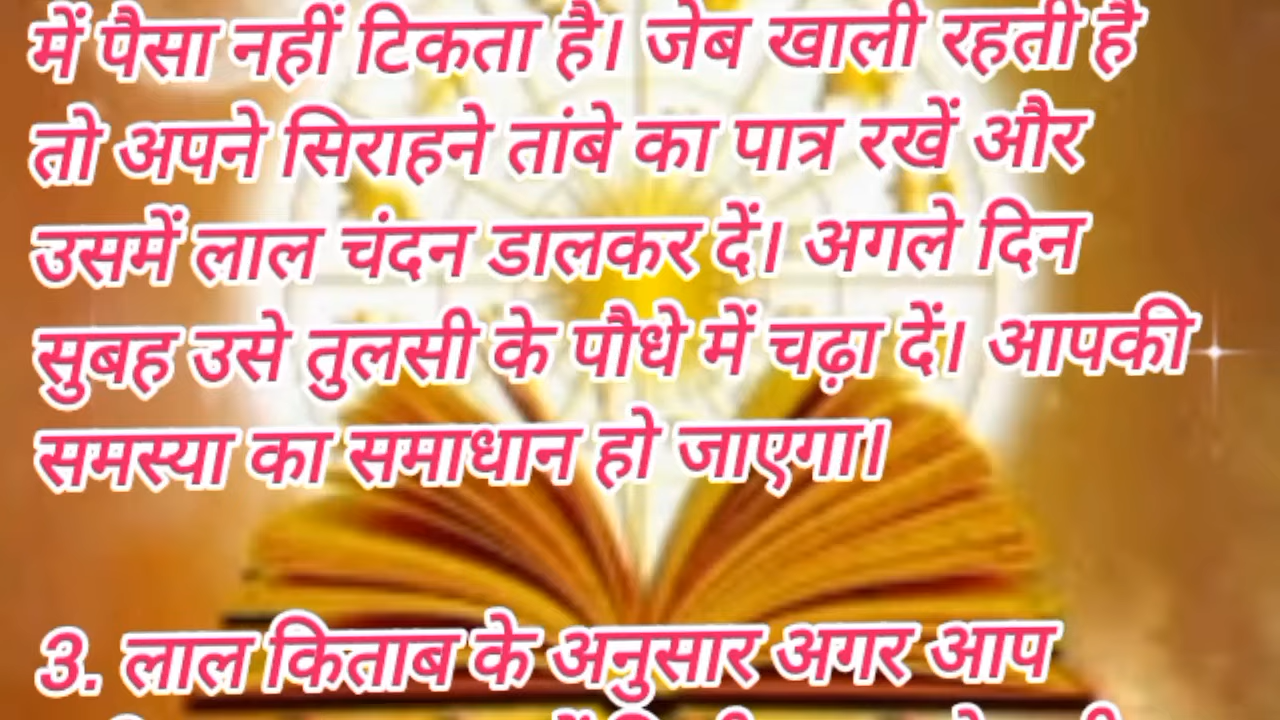 में पैसा नहीं टिकता है। जेब खाली रहती है
तो अपने सिराहने तांबे का पात्र रखें और
उसमें लाल चंदन डालकर दें। अगले दिन
सुबह उसे तुलसी के पौधे में चढ़ा दें। आपकी
समस्या का समाधान हो जाएगा।
3. लाल किताब के अनुसार अगर आप